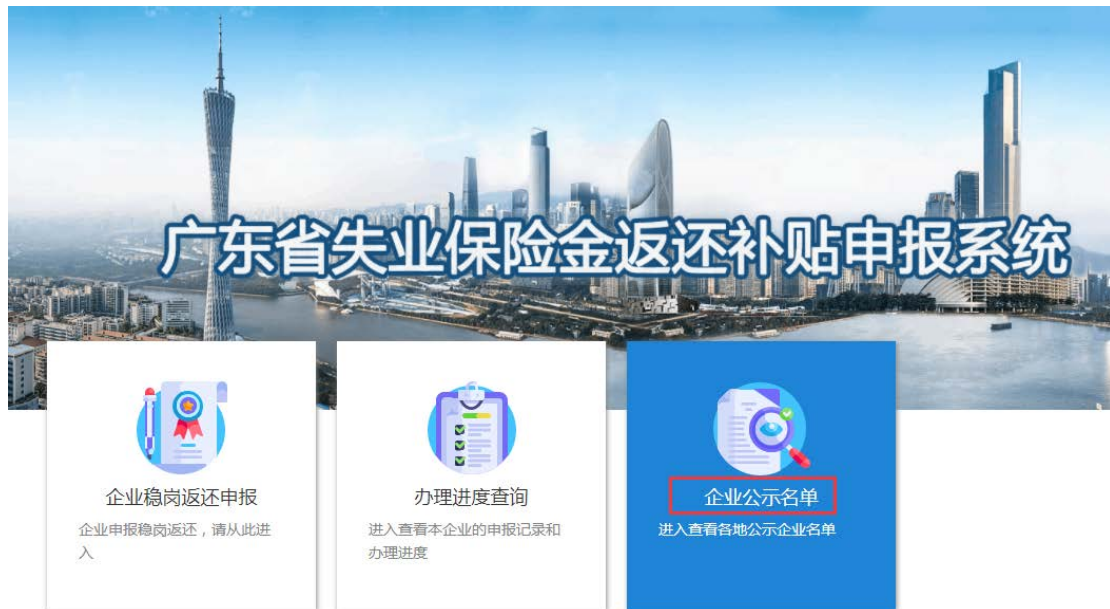 广东省失业保险金返还补贴申报系统
企业稳岗返还申报
企业申报稳岗返还，请从此进
入
办理进度查询
进入查看本企业的申报记录和
办理进度
企业公示名单
进入查看各地公示企业名单